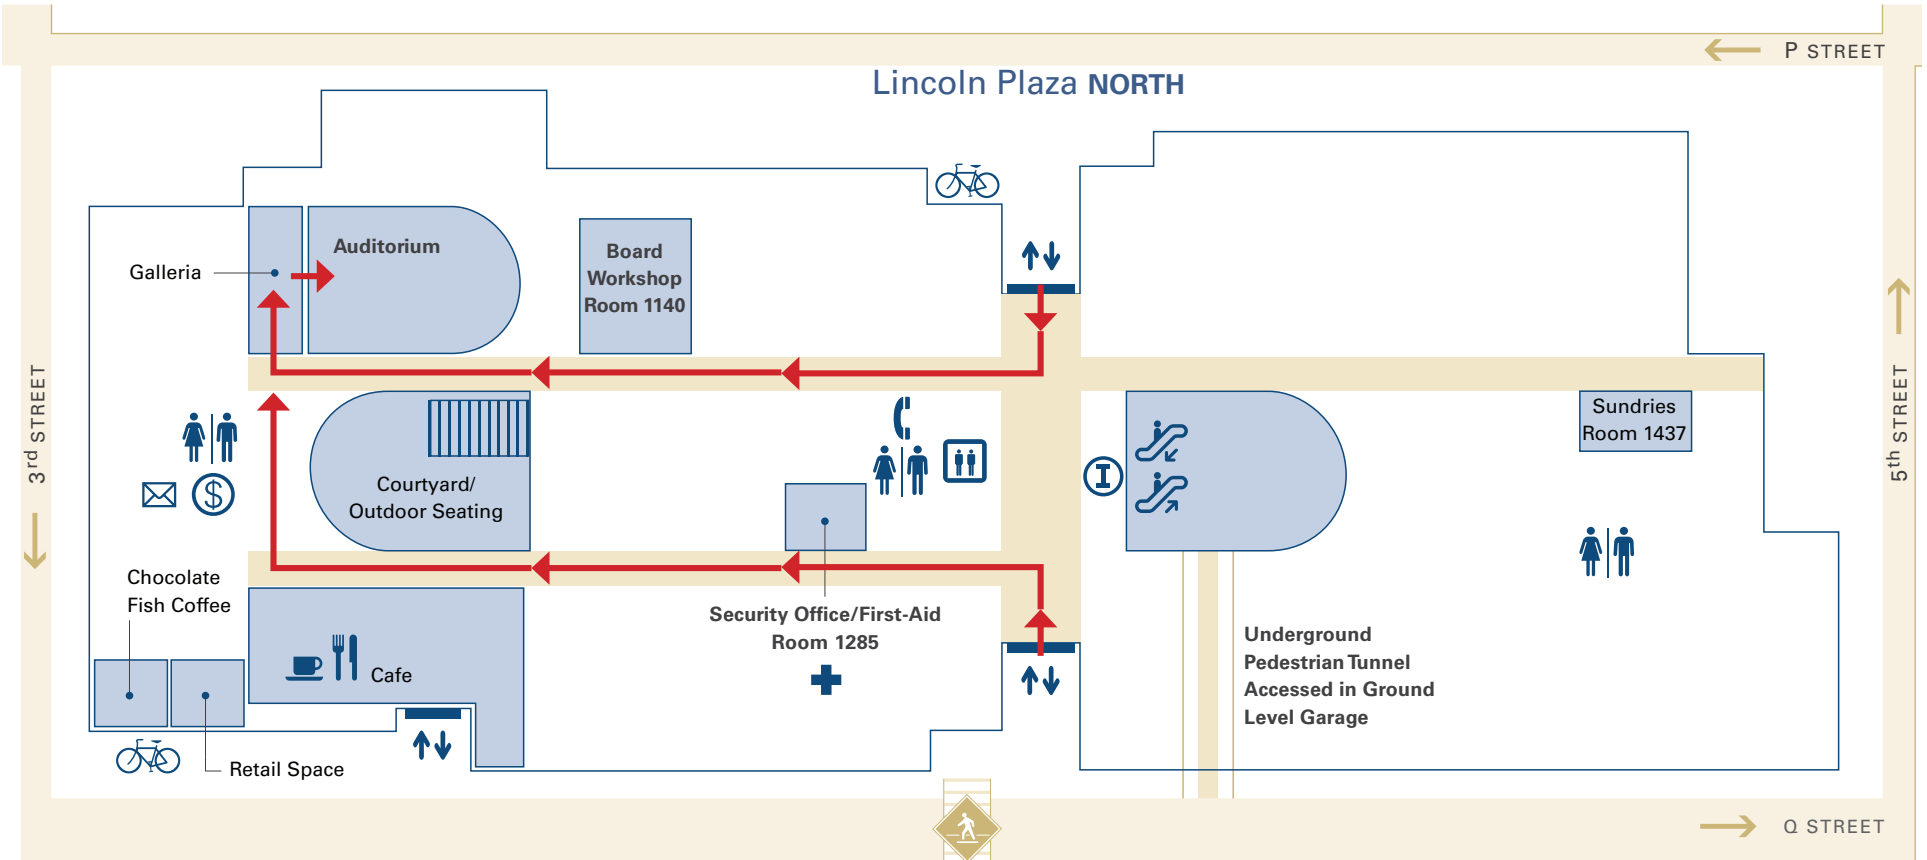 P STREET
Lincoln Plaza NORTH
Auditorium
Galleria
Board
Workshop
Room 1140
3rd STREET
5th STREET
Sundries
Room 1437
Courtyard/
Outdoor Seating
$
I
Chocolate
Fish Coffee
Security Office/First-Aid
Room 1285
Cafe
Underground
Pedestrian Tunnel
Accessed in Ground
Level Garage
Retail Space
Q STREET